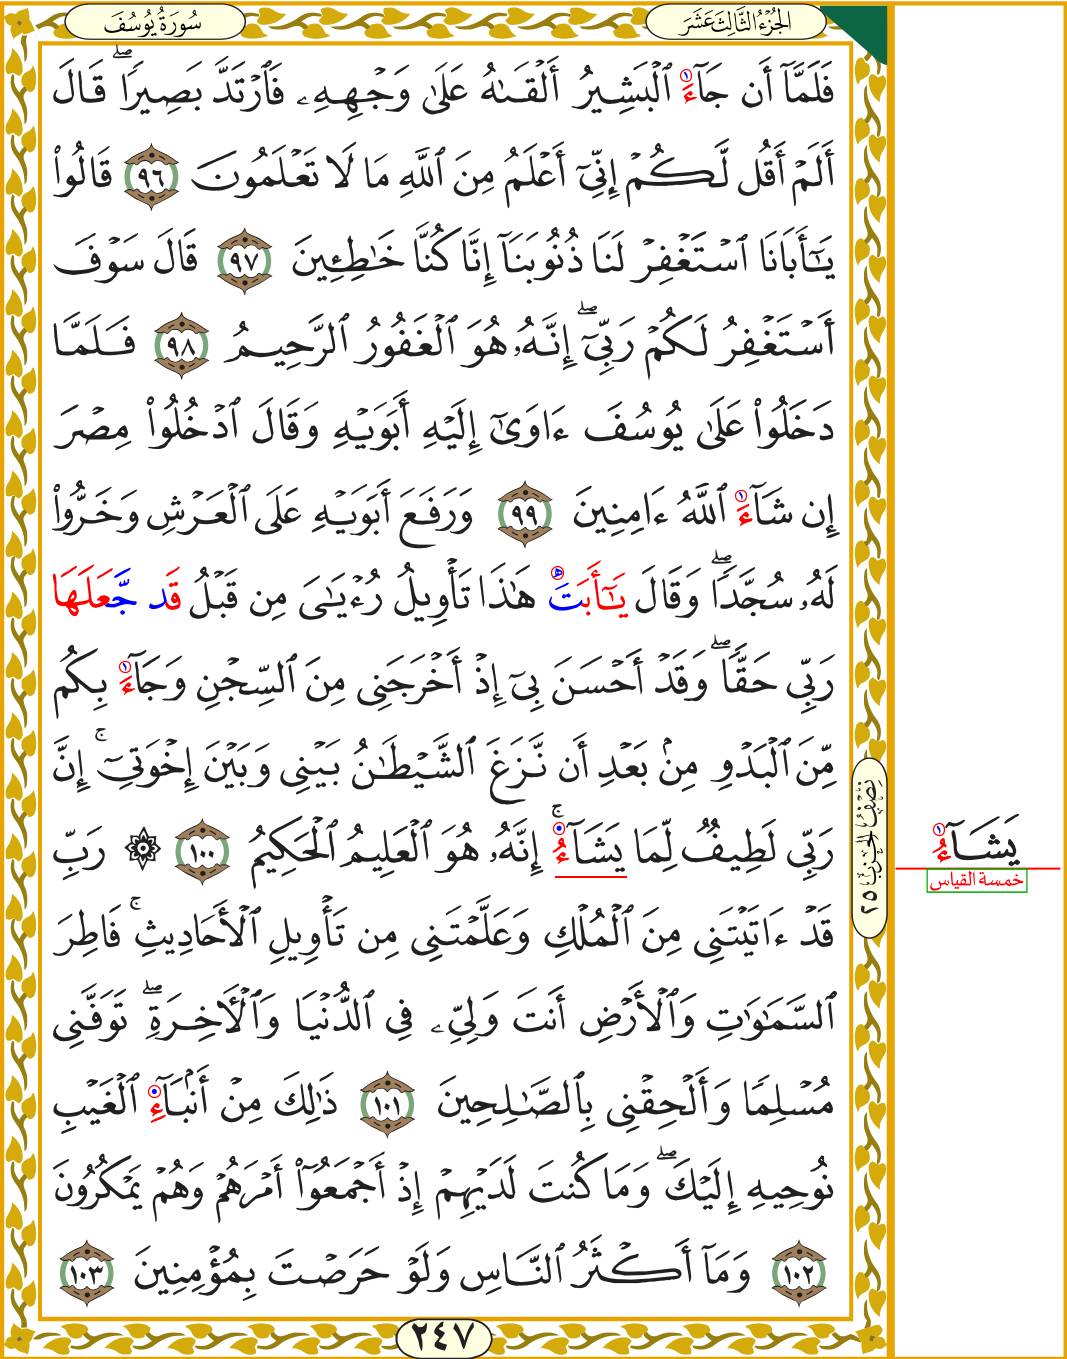 سُورَةُ يُوسُفَ
الجُزْءُ الثَّالِثَ عَشَرَ
فَلَمَّآ أَن جَآءَ ٱلۡبَشِيرُ أَلۡقَىٰهُ عَلَىٰ وَجۡهِهِۦ فَٱرۡتَدَّ بَصِيرٗاۖ قَالَ
أَلَمۡ أَقُل لَّكُمۡ إِنِّيٓ أَعۡلَمُ مِنَ ٱللَّهِ مَا لَا تَعۡلَمُونَ ٩٦ قَالُواْ
يَٰٓأَبَانَا ٱسۡتَغۡفِرۡ لَنَا ذُنُوبَنَآ إِنَّا كُنَّا خَٰطِـِٔينَ ٩٧ قَالَ سَوۡفَ
أَسۡتَغۡفِرُ لَكُمۡ رَبِّيٓۖ إِنَّهُۥ هُوَ ٱلۡغَفُورُ ٱلرَّحِيمُ ٩٨ فَلَمَّا
دَخَلُواْ عَلَىٰ يُوسُفَ ءَاوَىٰٓ إِلَيۡهِ أَبَوَيۡهِ وَقَالَ ٱدۡخُلُواْ مِصۡرَ
إِن شَآءَ ٱللَّهُ ءَامِنِينَ ٩٩ وَرَفَعَ أَبَوَيۡهِ عَلَى ٱلۡعَرۡشِ وَخَرُّواْ
لَهُۥ سُجَّدٗاۖ وَقَالَ يَٰٓأَبَتِ هَٰذَا تَأۡوِيلُ رُءۡيَٰيَ مِن قَبۡلُ قَد جَّعَلَهَا
رَبِّي حَقّٗاۖ وَقَدۡ أَحۡسَنَ بِيٓ إِذۡ أَخۡرَجَنِي مِنَ ٱلسِّجۡنِ وَجَآءَ بِكُم
مِّنَ ٱلۡبَدۡوِ مِنۢ بَعۡدِ أَن نَّزَغَ ٱلشَّيۡطَٰنُ بَيۡنِي وَبَيۡنَ إِخۡوَتِيٓۚ إِنَّ
رَبِّي لَطِيفٞ لِّمَا يَشَآءُۚ إِنَّهُۥ هُوَ ٱلۡعَلِيمُ ٱلۡحَكِيمُ ١٠٠ ۞ رَبِّ
قَدۡ ءَاتَيۡتَنِي مِنَ ٱلۡمُلۡكِ وَعَلَّمۡتَنِي مِن تَأۡوِيلِ ٱلۡأَحَادِيثِۚ فَاطِرَ
ٱلسَّمَٰوَٰتِ وَٱلۡأَرۡضِ أَنتَ وَلِيِّۦ فِي ٱلدُّنۡيَا وَٱلۡأٓخِرَةِۖ تَوَفَّنِي
مُسۡلِمٗا وَأَلۡحِقۡنِي بِٱلصَّٰلِحِينَ ١٠١ ذَٰلِكَ مِنۡ أَنۢبَآءِ ٱلۡغَيۡبِ
نُوحِيهِ إِلَيۡكَۖ وَمَا كُنتَ لَدَيۡهِمۡ إِذۡ أَجۡمَعُوٓاْ أَمۡرَهُمۡ وَهُمۡ يَمۡكُرُونَ
١٠٢ وَمَآ أَكۡثَرُ ٱلنَّاسِ وَلَوۡ حَرَصۡتَ بِمُؤۡمِنِينَ ١٠٣
٢٤٧
نِصْفُ الْحِزْبِ ٢٥
يَشَآءُ
خمسة القياس